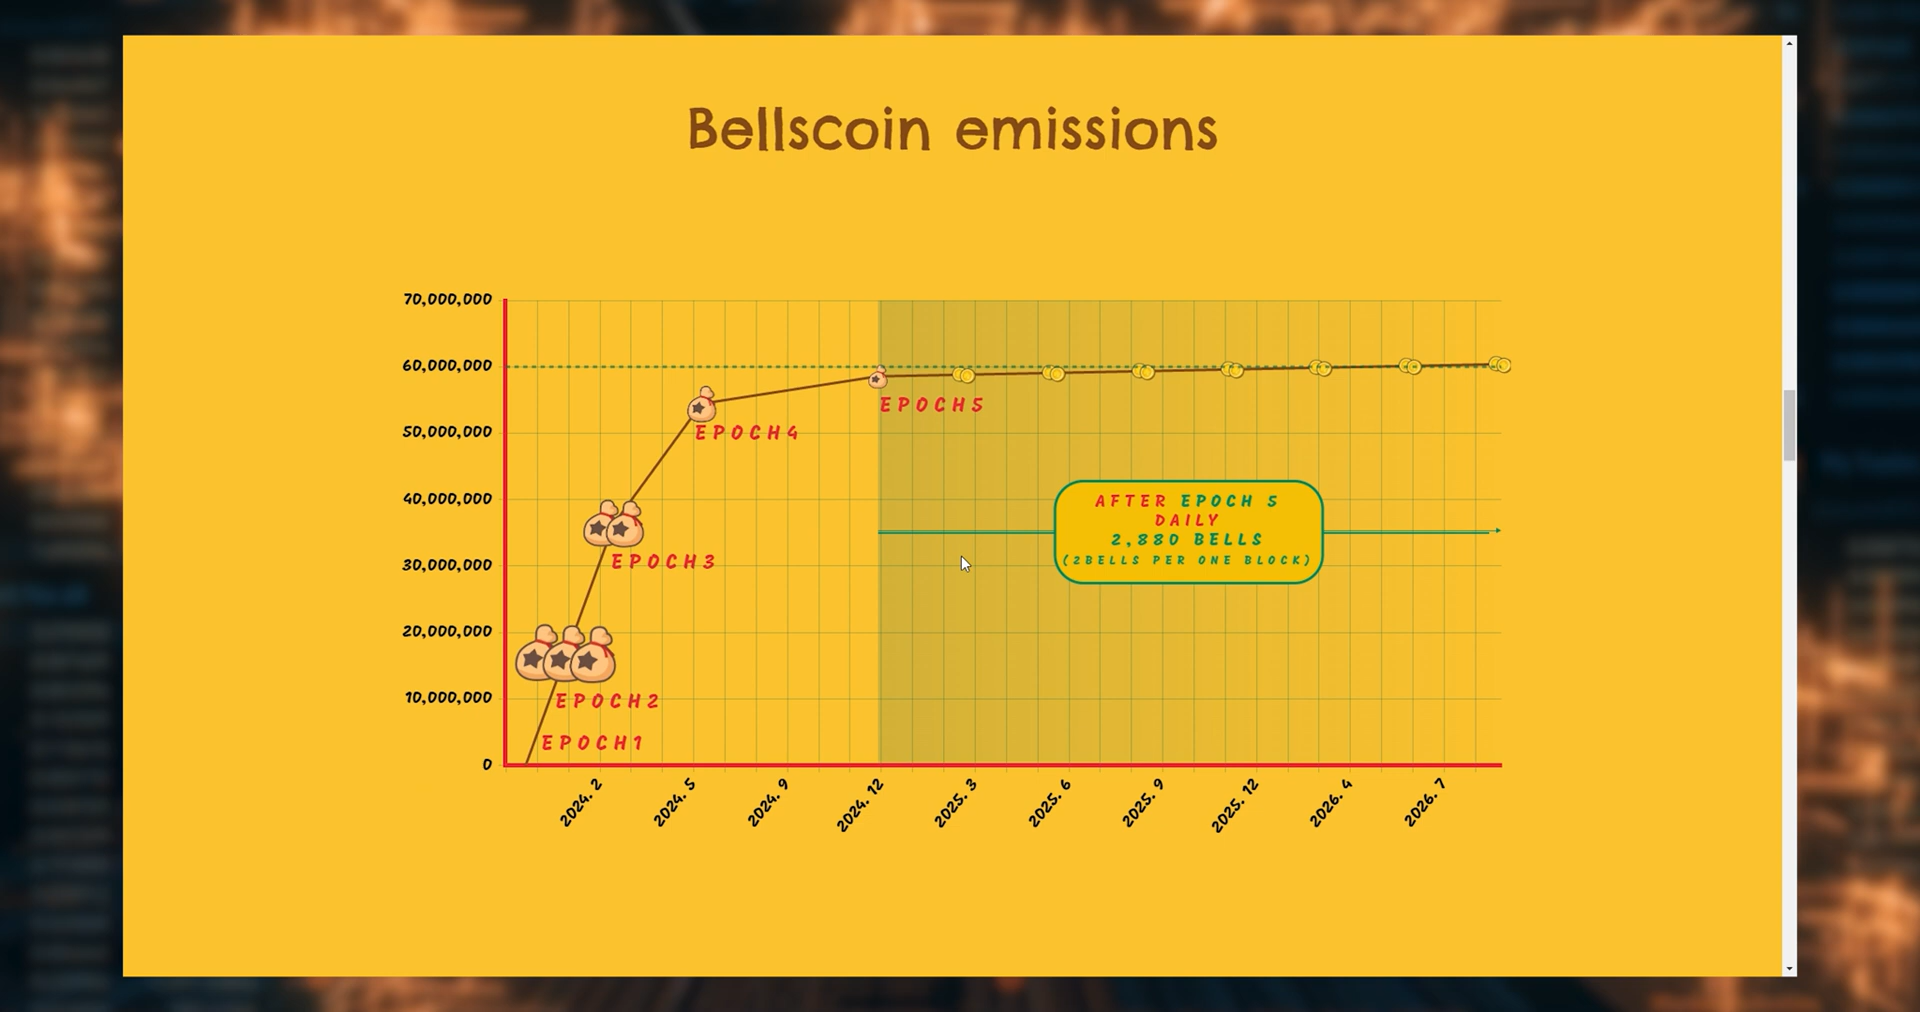 Bellscoin emissions
70,000,000
60,000,000
50,000,000
40,000,000
30,000,000
20,000,000
10,000,000
0
EPOCH5
EPOCH4
EPOCH3
EPOCH2
EPOCH1
AFTER EPOCH 5
DAILY
2,880 BELLS
(2BELLS PER ONE BLOCK)
2024. 2
2024. 5
2024. 9
2024. 12
2025. 3
2025. 6
2025. 9
2025. 12
2026. 4
2026. 7